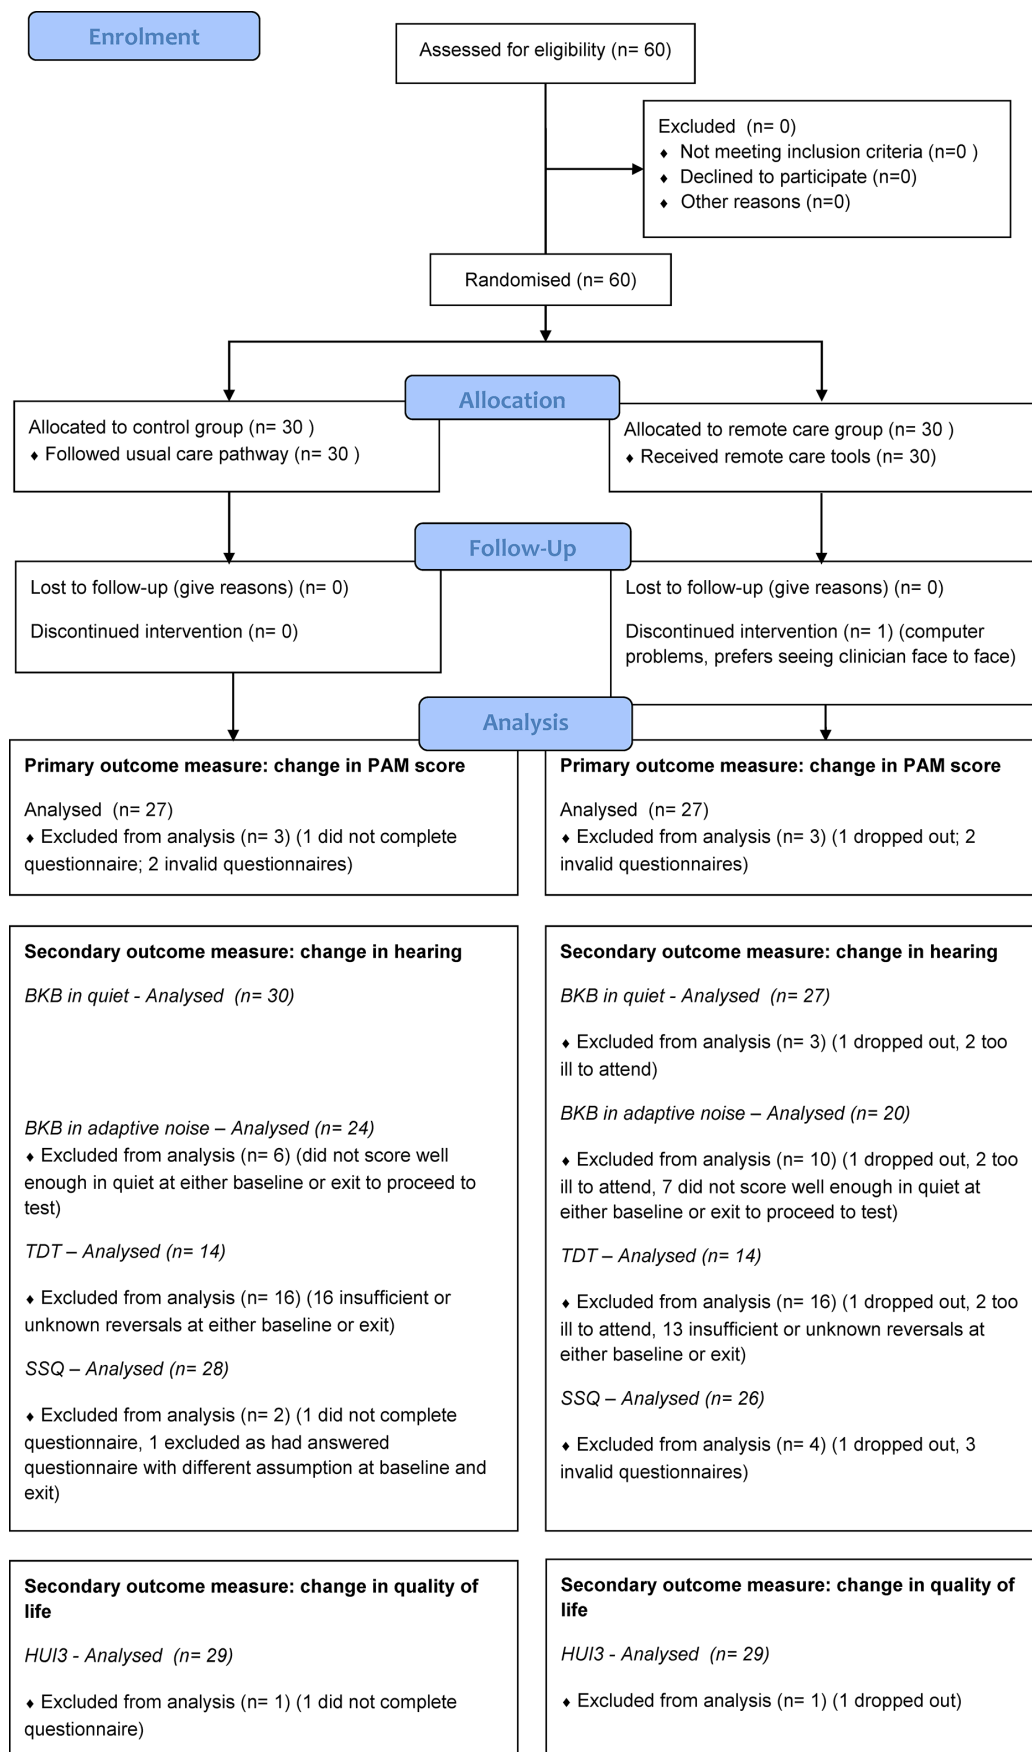 Enrolment
Assessed for eligibility (n= 60)
Excluded  (n= 0)
♦ Not meeting inclusion criteria (n=0 )
♦ Declined to participate (n=0)
♦ Other reasons (n=0)
Randomised (n= 60)
Allocation
Allocated to control group (n= 30 )
♦ Followed usual care pathway (n= 30 )
Allocated to remote care group (n= 30 )
♦ Received remote care tools (n= 30)
Follow-Up
Lost to follow-up (give reasons) (n= 0)
Discontinued intervention (n= 0)
Lost to follow-up (give reasons) (n= 0)
Discontinued intervention (n= 1) (computer
problems, prefers seeing clinician face to face)
Analysis
Primary outcome measure: change in PAM score
Analysed  (n= 27)
♦ Excluded from analysis (n= 3) (1 did not complete
questionnaire; 2 invalid questionnaires)
Primary outcome measure: change in PAM score
Analysed  (n= 27)
♦ Excluded from analysis (n= 3) (1 dropped out; 2
invalid questionnaires)
Secondary outcome measure: change in hearing
BKB in quiet - Analysed  (n= 30)
BKB in adaptive noise – Analysed (n= 24)
♦ Excluded from analysis (n= 6) (did not score well
enough in quiet at either baseline or exit to proceed to
test)
TDT – Analysed (n= 14)
♦ Excluded from analysis (n= 16) (16 insufficient or
unknown reversals at either baseline or exit)
SSQ – Analysed (n= 28)
♦ Excluded from analysis (n= 2) (1 did not complete
questionnaire, 1 excluded as had answered
questionnaire with different assumption at baseline and
exit)
Secondary outcome measure: change in hearing
BKB in quiet - Analysed  (n= 27)
♦ Excluded from analysis (n= 3) (1 dropped out, 2 too
ill to attend)
BKB in adaptive noise – Analysed (n= 20)
♦ Excluded from analysis (n= 10) (1 dropped out, 2 too
ill to attend, 7 did not score well enough in quiet at
either baseline or exit to proceed to test)
TDT – Analysed (n= 14)
♦ Excluded from analysis (n= 16) (1 dropped out, 2 too
ill to attend, 13 insufficient or unknown reversals at
either baseline or exit)
SSQ – Analysed (n= 26)
♦ Excluded from analysis (n= 4) (1 dropped out, 3
invalid questionnaires)
Secondary outcome measure: change in quality of
life
HUI3 - Analysed  (n= 29)
♦ Excluded from analysis (n= 1) (1 did not complete
questionnaire)
Secondary outcome measure: change in quality of
life
HUI3 - Analysed  (n= 29)
♦ Excluded from analysis (n= 1) (1 dropped out)